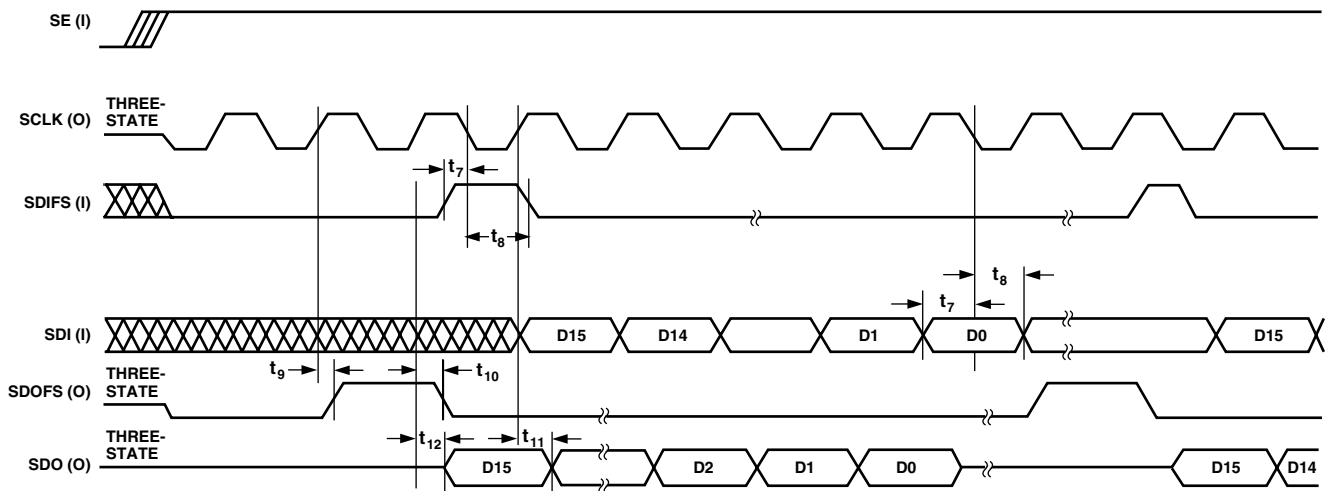 SE (I)
THREE-
STATE
SCLK (O)
t7
SDIFS (I)
t8
t8
t7
SDI (I)
D15
D14
D1
D0
D15
t9
THREE-
STATE
t10
SDOFS (O)
t12
t11
THREE-
STATE
SDO (O)
D15
D2
D1
D0
D15
D14